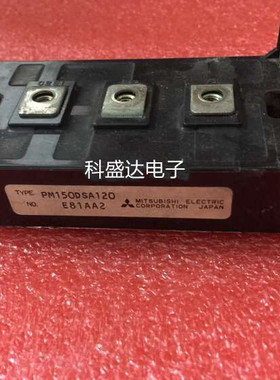 科盛达电子
TYPE PM150DSA120
NO. E81AA2
MITSUBISHI ELECTRIC
CORPORATION JAPAN